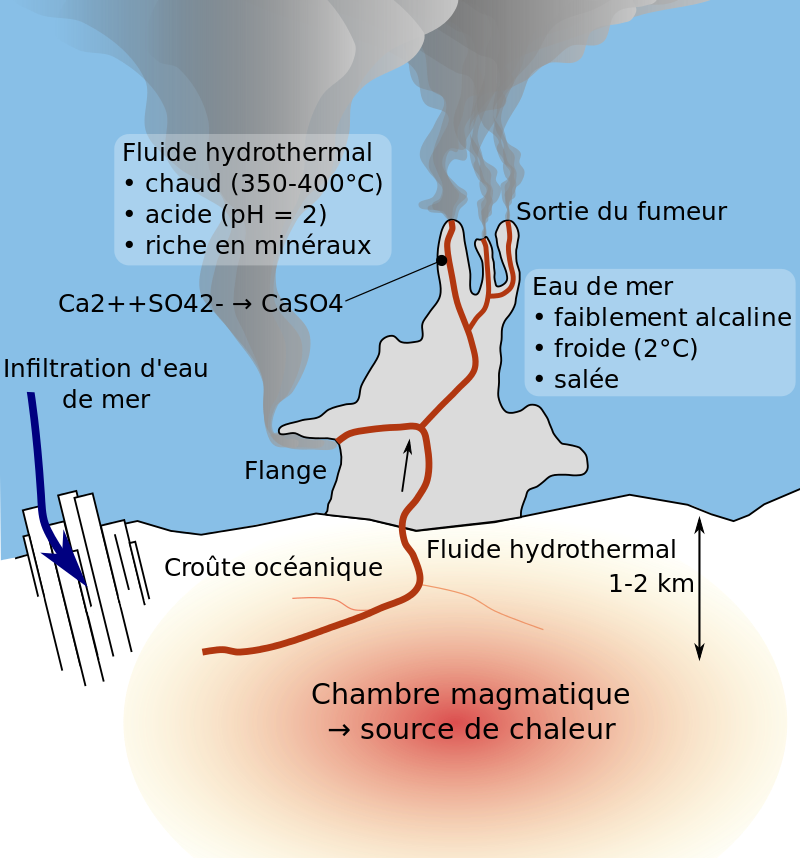 Fluide hydrothermal
• chaud (350-400°C)
• acide (pH = 2)
• riche en minéraux
Sortie du fumeur
Ca2++SO42- → CaSO4
Eau de mer
• faiblement alcaline
• froide (2°C)
• salée
Infiltration d'eau
de mer
Flange
Croûte océanique
Fluide hydrothermal
1-2 km
Chambre magmatique
→ source de chaleur